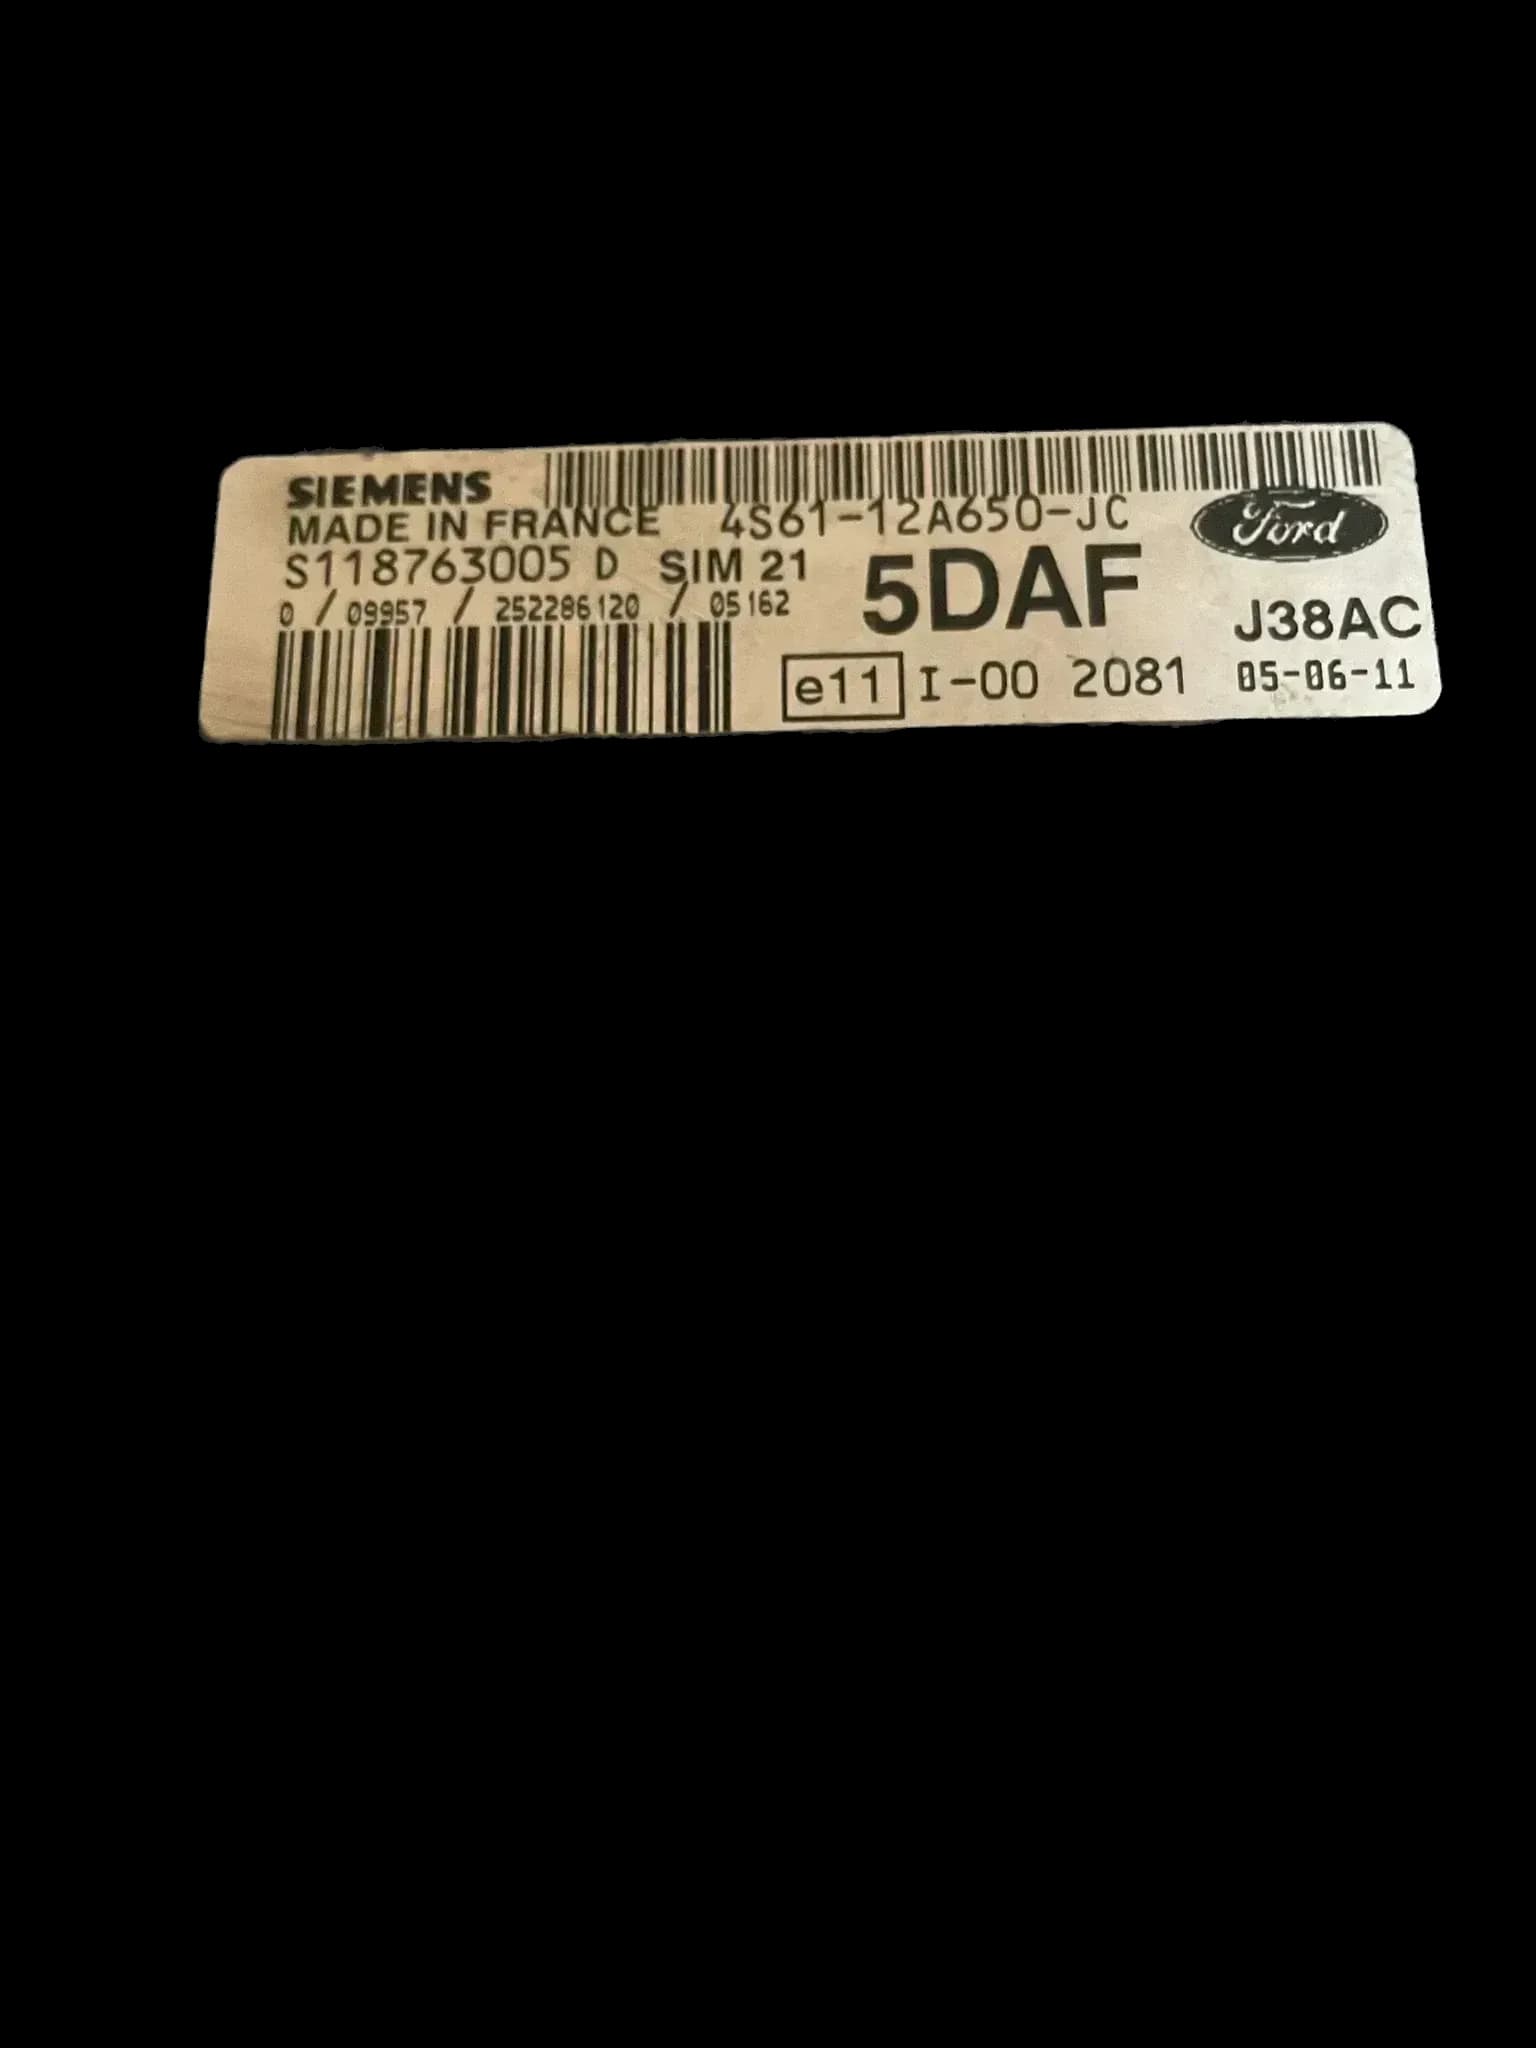 SIEMENS
MADE IN FRANCE 4S61-12A650-JC
Ford
S118763005 D SIM 21 5DAF
0 / 09957 / 252286120 / 05162 J38AC
e11 I-00 2081 05-06-11